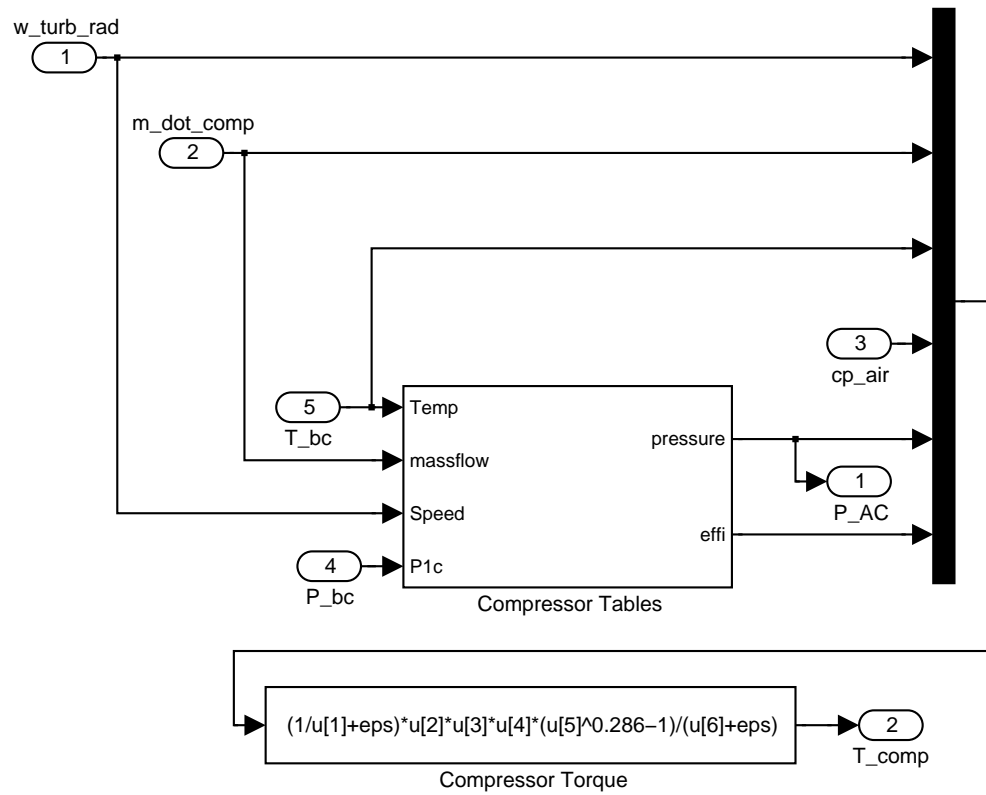 w_turb_rad
1
m_dot_comp
2
3
cp_air
5
T_bc
Temp
massflow
Speed
P1c
pressure
effi
1
P_AC
4
P_bc
Compressor Tables
(1/u[1]+eps)*u[2]*u[3]*u[4]*(u[5]^0.286−1)/(u[6]+eps)
2
T_comp
Compressor Torque